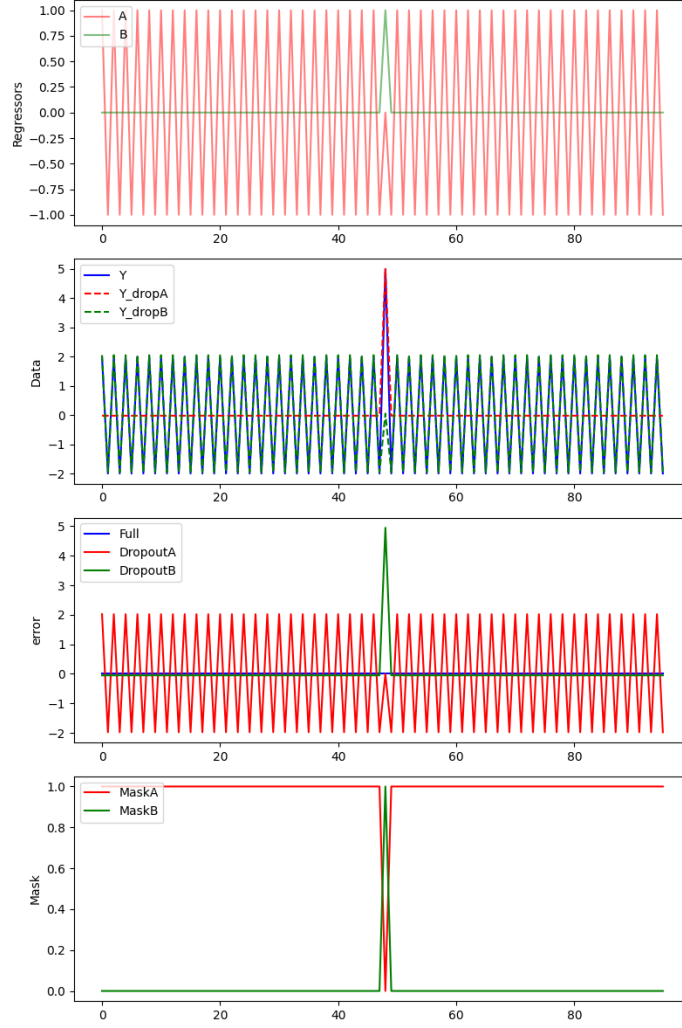 1.00
0.75
0.50
0.25
0.00
−0.25
−0.50
−0.75
−1.00
Regressors
A
B
0 20 40 60 80
5
4
3
2
1
0
−1
−2
Data
Y
Y_dropA
Y_dropB
0 20 40 60 80
5
4
3
2
1
0
−1
−2
error
Full
DropoutA
DropoutB
0 20 40 60 80
1.0
0.8
0.6
0.4
0.2
0.0
Mask
MaskA
MaskB
0 20 40 60 80